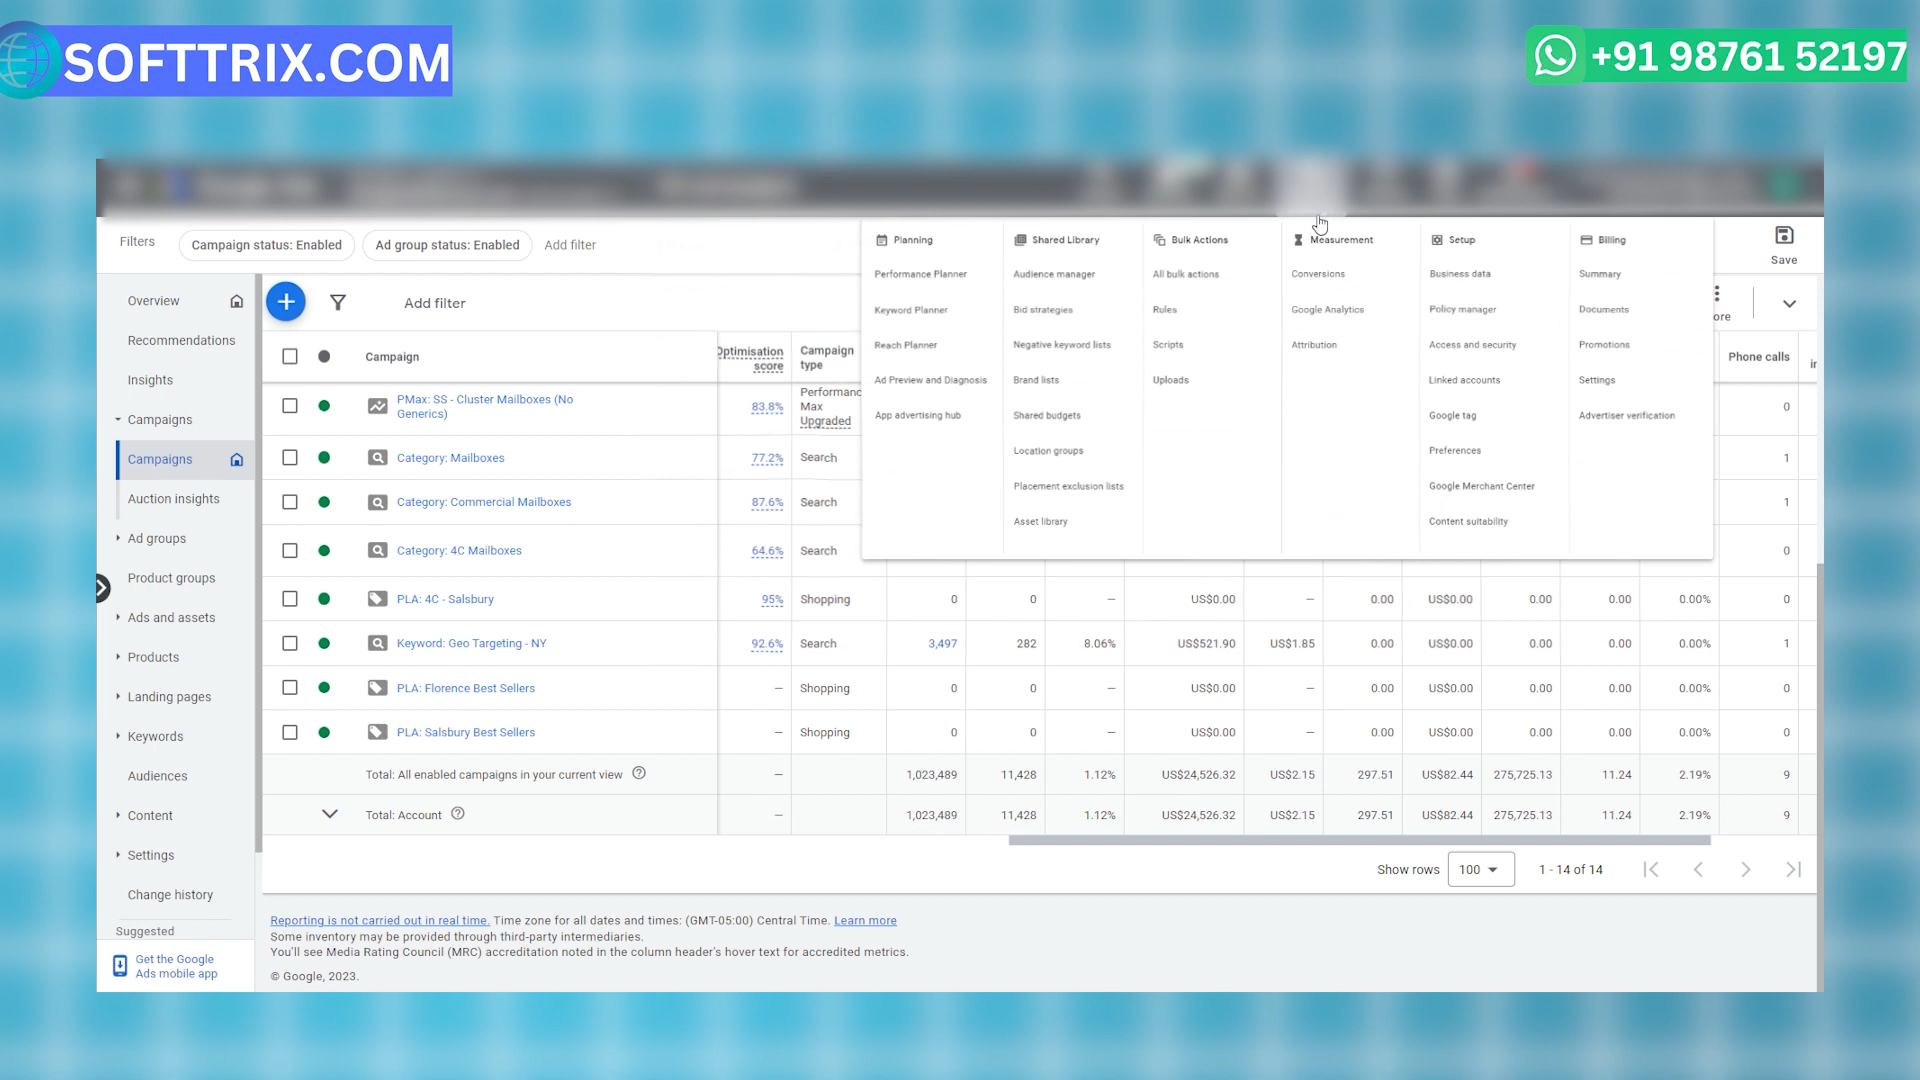 SOFTTRIX.COM
+91 98761 52197
Filters
Campaign status: Enabled
Ad group status: Enabled
Add filter
Save
Planning
Performance Planner
Keyword Planner
Reach Planner
Ad Preview and Diagnosis
App advertising hub
Shared Library
Audience manager
Bid strategies
Negative keyword lists
Brand lists
Shared budgets
Location groups
Placement exclusion lists
Asset library
Bulk Actions
All bulk actions
Rules
Scripts
Uploads
Measurement
Conversions
Google Analytics
Attribution
Setup
Business data
Policy manager
Access and security
Linked accounts
Google tag
Preferences
Google Merchant Center
Content suitability
Billing
Summary
Documents
Promotions
Settings
Advertiser verification
Overview
Recommendations
Insights
Campaigns
Campaigns
Auction insights
Ad groups
Product groups
Ads and assets
Products
Landing pages
Keywords
Audiences
Content
Settings
Change history
Suggested
Get the Google
Ads mobile app
Add filter
ore
Campaign
Optimisation
score
Campaign
type
Phone calls
in
PMax: SS - Cluster Mailboxes (No
Generics)
83.8%
Performanc
Max
Upgraded
0
Category: Mailboxes 77.2% Search 1
Category: Commercial Mailboxes 87.6% Search 1
Category: 4C Mailboxes 64.6% Search 0
PLA: 4C - Salsbury 95% Shopping 0 0 — US$0.00 — 0.00 US$0.00 0.00 0.00 0.00% 0
Keyword: Geo Targeting - NY 92.6% Search 3,497 282 8.06% US$521.90 US$1.85 0.00 US$0.00 0.00 0.00 0.00% 1
PLA: Florence Best Sellers — Shopping 0 0 — US$0.00 — 0.00 US$0.00 0.00 0.00 0.00% 0
PLA: Salsbury Best Sellers — Shopping 0 0 — US$0.00 — 0.00 US$0.00 0.00 0.00 0.00% 0
Total: All enabled campaigns in your current view — 1,023,489 11,428 1.12% US$24,526.32 US$2.15 297.51 US$82.44 275,725.13 11.24 2.19% 9
Total: Account — 1,023,489 11,428 1.12% US$24,526.32 US$2.15 297.51 US$82.44 275,725.13 11.24 2.19% 9
Show rows 100 1 - 14 of 14
Reporting is not carried out in real time. Time zone for all dates and times: (GMT-05:00) Central Time. Learn more
Some inventory may be provided through third-party intermediaries.
You'll see Media Rating Council (MRC) accreditation noted in the column header's hover text for accredited metrics.
© Google, 2023.